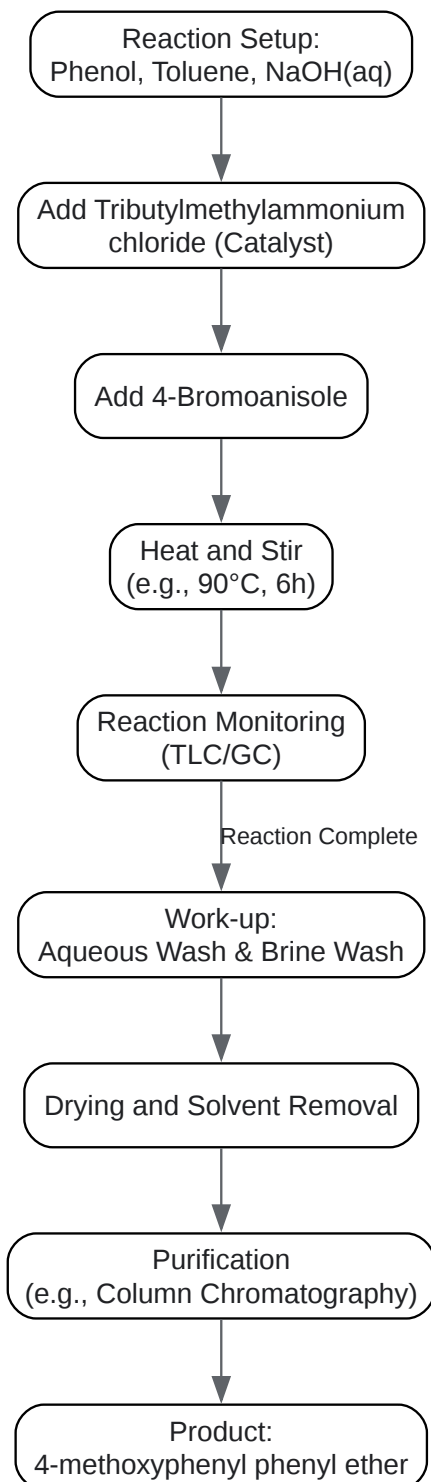 Reaction Setup:
Phenol, Toluene, NaOH(aq)
Add Tributylmethylammonium
chloride (Catalyst)
Add 4-Bromoanisole
Heat and Stir
(e.g., 90°C, 6h)
Reaction Monitoring
(TLC/GC)
Reaction Complete
Work-up:
Aqueous Wash & Brine Wash
Drying and Solvent Removal
Purification
(e.g., Column Chromatography)
Product:
4-methoxyphenyl phenyl ether